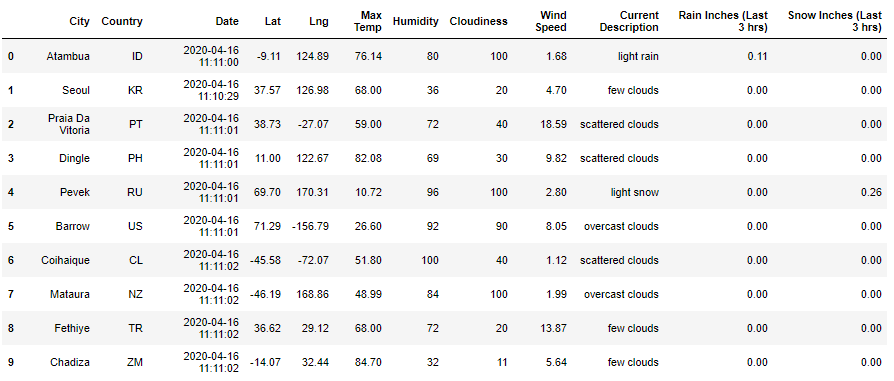 City Country Date Lat Lng Max Temp Humidity Cloudiness Wind Speed Current Description Rain Inches (Last 3 hrs) Snow Inches (Last 3 hrs)
0 Atambua ID 2020-04-16 11:11:00 -9.11 124.89 76.14 80 100 1.68 light rain 0.11 0.00
1 Seoul KR 2020-04-16 11:10:29 37.57 126.98 68.00 36 20 4.70 few clouds 0.00 0.00
2 Praia Da Vitoria PT 2020-04-16 11:11:01 38.73 -27.07 59.00 72 40 18.59 scattered clouds 0.00 0.00
3 Dingle PH 2020-04-16 11:11:01 11.00 122.67 82.08 69 30 9.82 scattered clouds 0.00 0.00
4 Pevek RU 2020-04-16 11:11:01 69.70 170.31 10.72 96 100 2.80 light snow 0.00 0.26
5 Barrow US 2020-04-16 11:11:01 71.29 -156.79 26.60 92 90 8.05 overcast clouds 0.00 0.00
6 Coihaique CL 2020-04-16 11:11:02 -45.58 -72.07 51.80 100 40 1.12 scattered clouds 0.00 0.00
7 Mataura NZ 2020-04-16 11:11:02 -46.19 168.86 48.99 84 100 1.99 overcast clouds 0.00 0.00
8 Fethiye TR 2020-04-16 11:11:02 36.62 29.12 68.00 72 20 13.87 few clouds 0.00 0.00
9 Chadiza ZM 2020-04-16 11:11:02 -14.07 32.44 84.70 32 11 5.64 few clouds 0.00 0.00